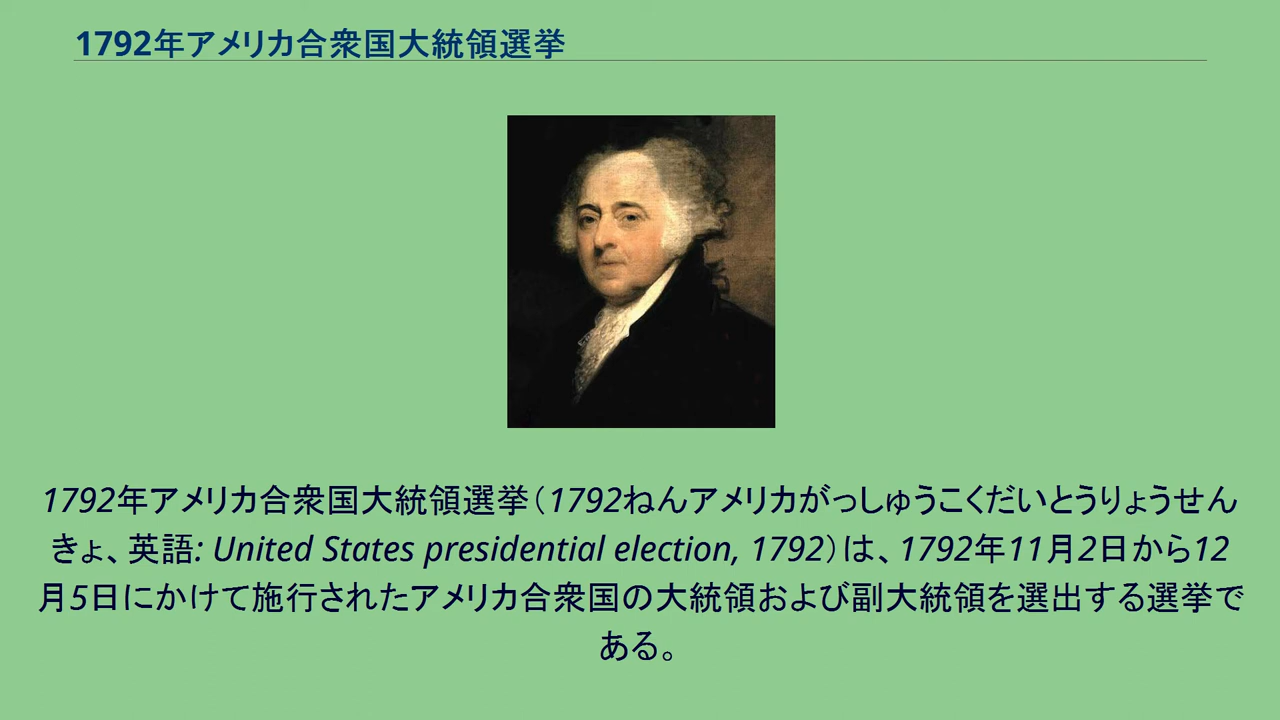 1792年アメリカ合衆国大統領選挙
1792年アメリカ合衆国大統領選挙（1792ねんアメリカがっしゅうこくだいとうりょうせん
きょ、英語: United States presidential election, 1792）は、1792年11月2日から12
月5日にかけて施行されたアメリカ合衆国の大統領および副大統領を選出する選挙で
ある。